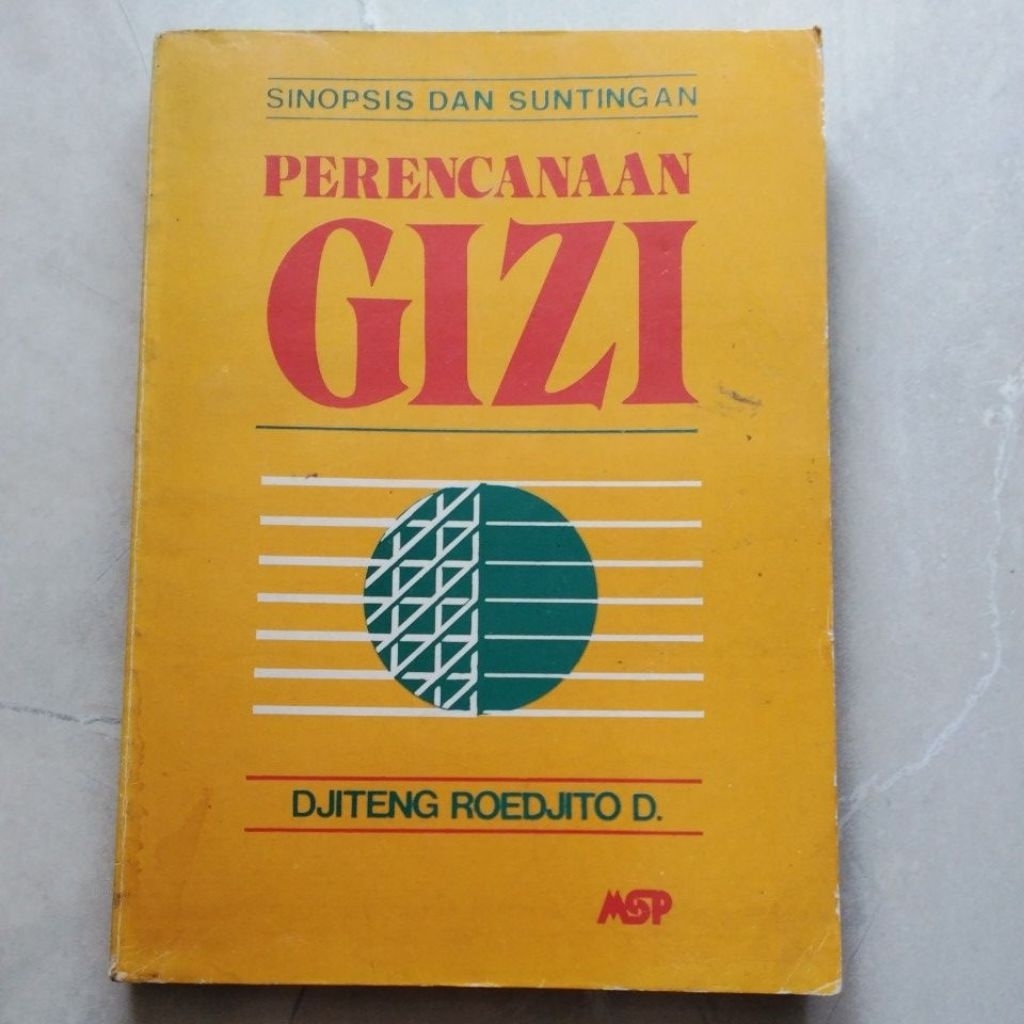 SINOPSIS DAN SUNTINGAN
PERENCANAAN
GIZI
DJITENG ROEDJITO D.
MSP